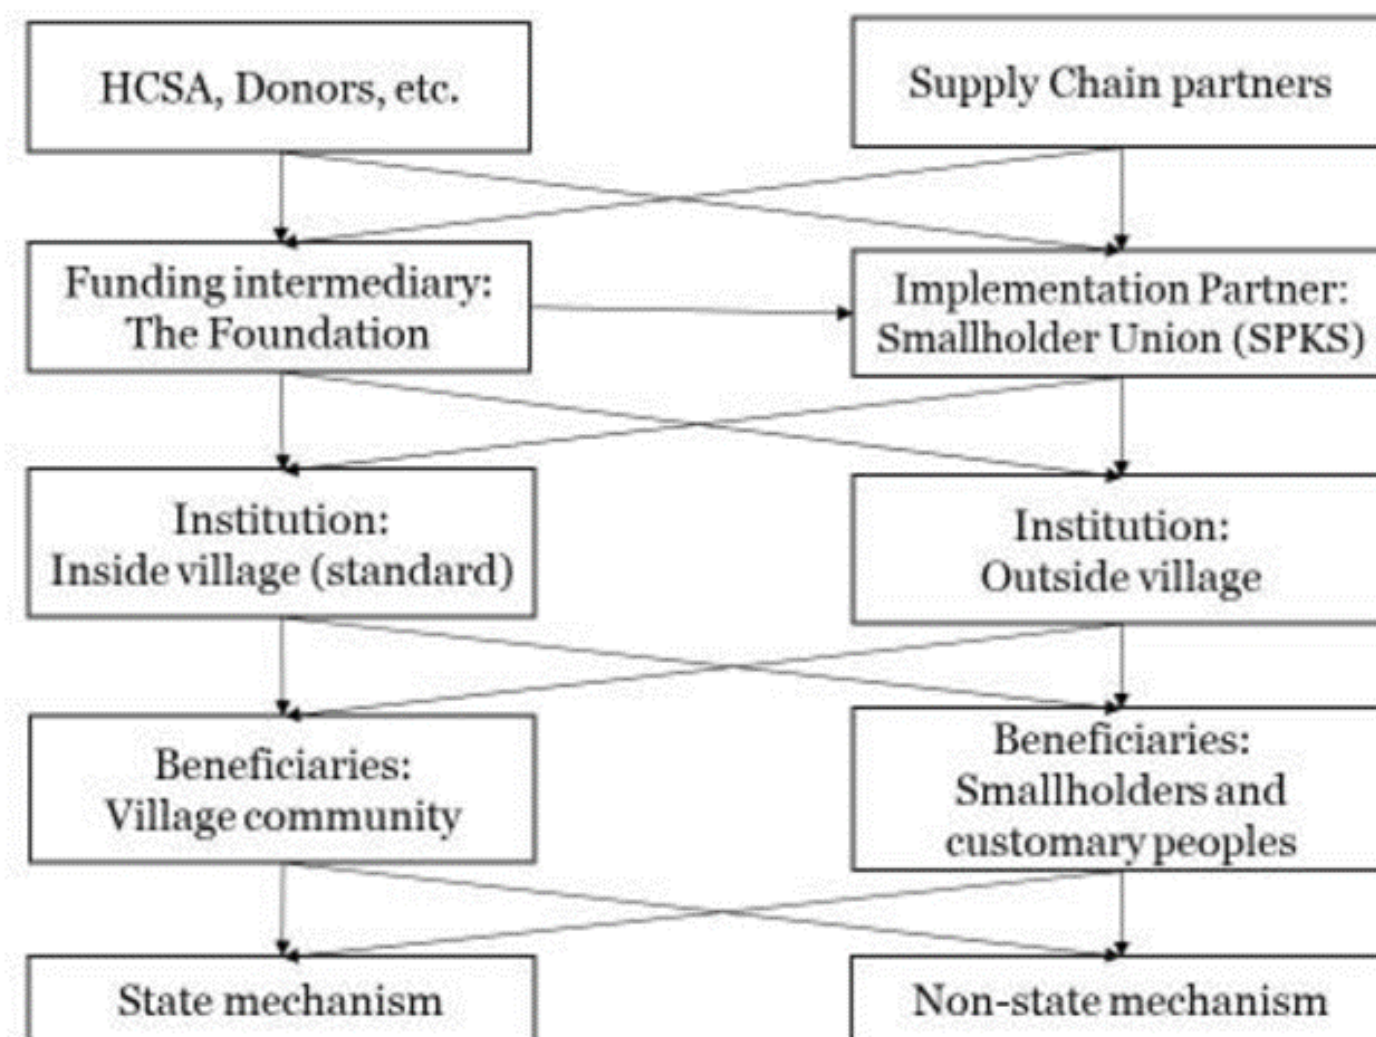 HCSA, Donors, etc.
Supply Chain partners
Funding intermediary:
The Foundation
Implementation Partner:
Smallholder Union (SPKS)
Institution:
Inside village (standard)
Institution:
Outside village
Beneficiaries:
Village community
Beneficiaries:
Smallholders and
customary peoples
State mechanism
Non-state mechanism